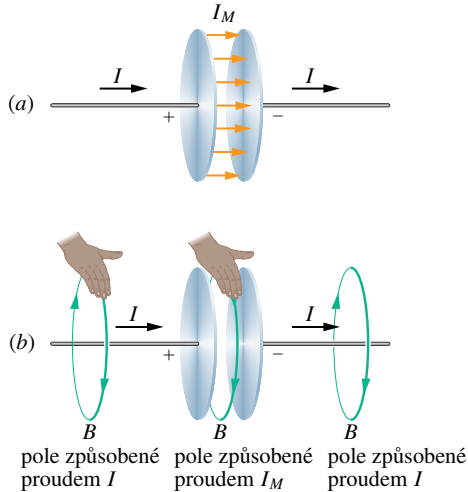 I_M
I I
(a)
+ −
I I
(b)
+ −
B B B
pole způsobené pole způsobené pole způsobené
proudem I proudem I_M proudem I